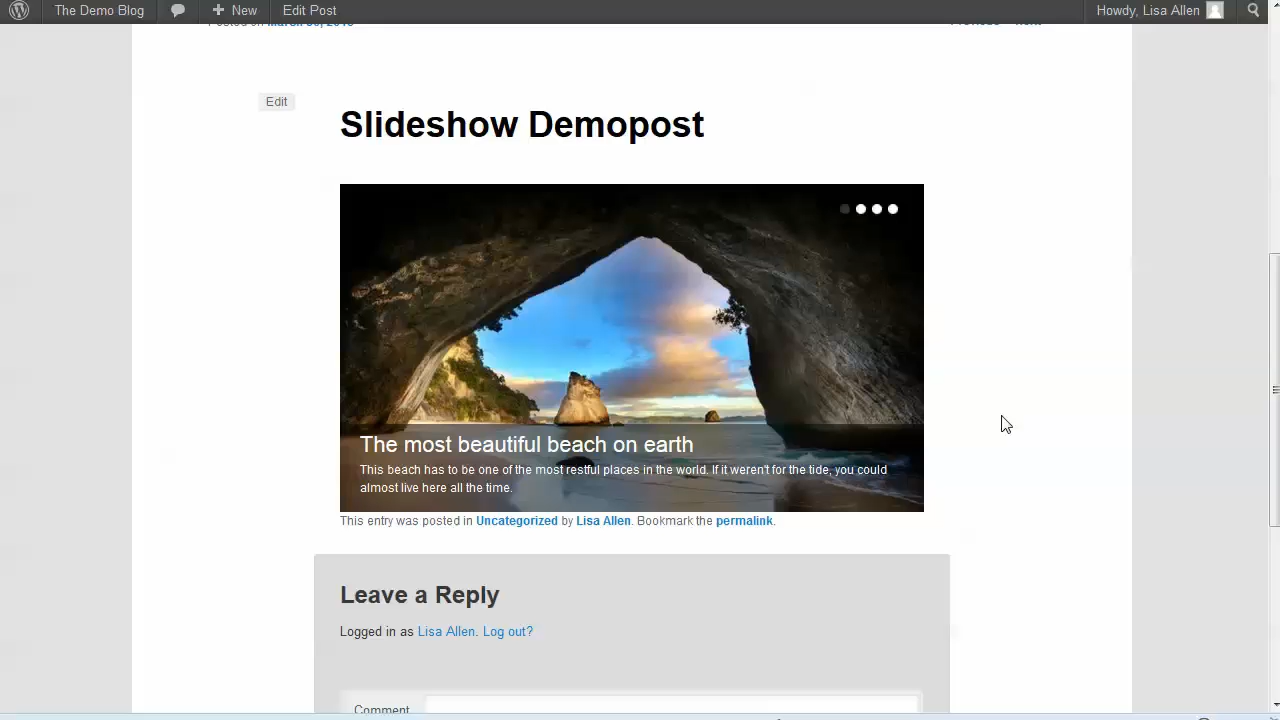 The Demo Blog
New
Edit Post
Howdy, Lisa Allen
Edit
Slideshow Demopost
The most beautiful beach on earth
This beach has to be one of the most restful places in the world. If it weren't for the tide, you could
almost live here all the time.
This entry was posted in Uncategorized by Lisa Allen. Bookmark the permalink.
Leave a Reply
Logged in as Lisa Allen. Log out?
Comment